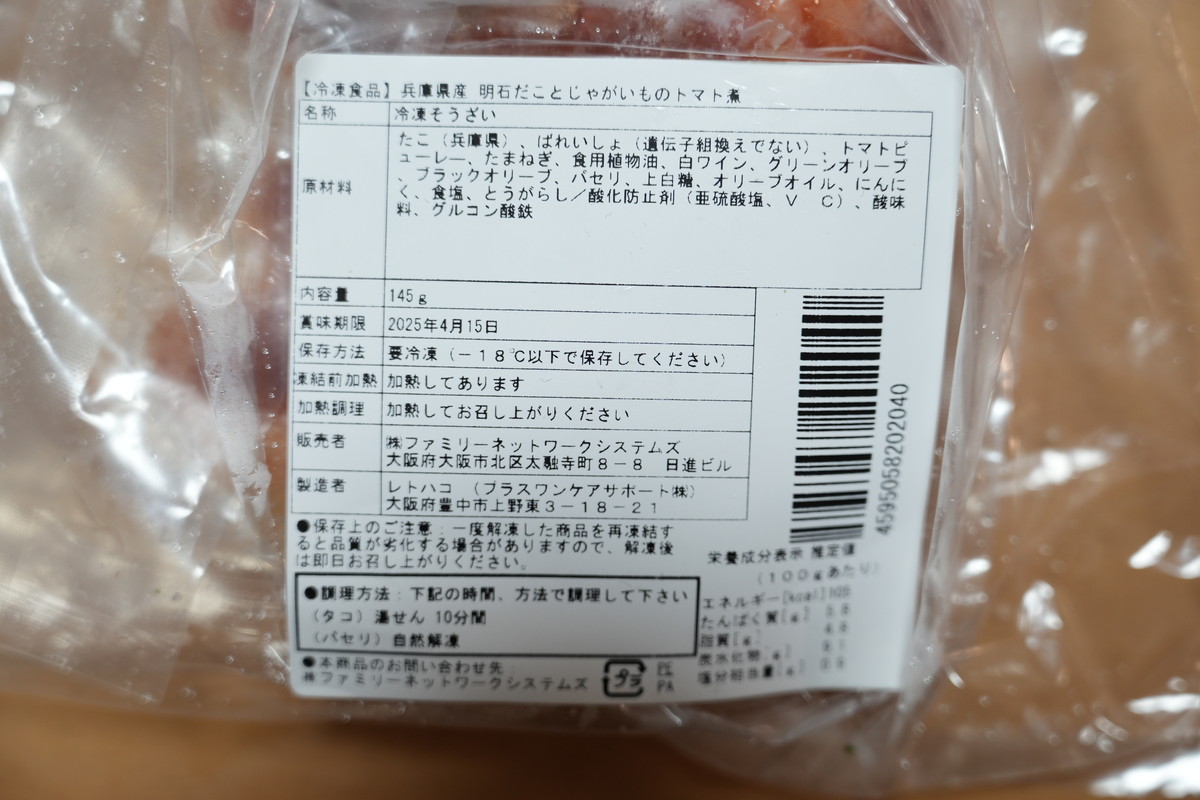 【冷凍食品】兵庫県産 明石だことじゃがいものトマト煮
名称 冷凍そうざい
原材料
たこ（兵庫県）、ばれいしょ（遺伝子組換えでない）、トマトピ
ューレー、たまねぎ、食用植物油、白ワイン、グリーンオリーブ
、ブラックオリーブ、パセリ、上白糖、オリーブオイル、にんに
く、食塩、とうがらし／酸化防止剤（亜硫酸塩、Ｖ Ｃ）、酸味
料、グルコン酸鉄
内容量 145g
賞味期限 2025年4月15日
保存方法 要冷凍（－１８℃以下で保存してください）
凍結前加熱 加熱してあります
加熱調理 加熱してお召し上がりください
販売者 ㈱ファミリーネットワークシステムズ
大阪府大阪市北区太融寺町８－８ 日進ビル
製造者 レトハコ （プラスワンケアサポート㈱）
大阪府豊中市上野東３－１８－２１
4595058202040
●保存上のご注意：一度解凍した商品を再凍結す
ると品質が劣化する場合がありますので、解凍後
は即日お召し上がりください。
●調理方法：下記の時間、方法で調理して下さい
（タコ）湯せん 10分間
（パセリ）自然解凍
●本商品のお問い合わせ先：
㈱ファミリーネットワークシステムズ
プラ
PE
PA
栄養成分表示 推定値
（１００ｇあたり）
エネルギー[kcal]
たんぱく質[g]
脂質[g]
炭水化物[g]
塩分相当量[g]